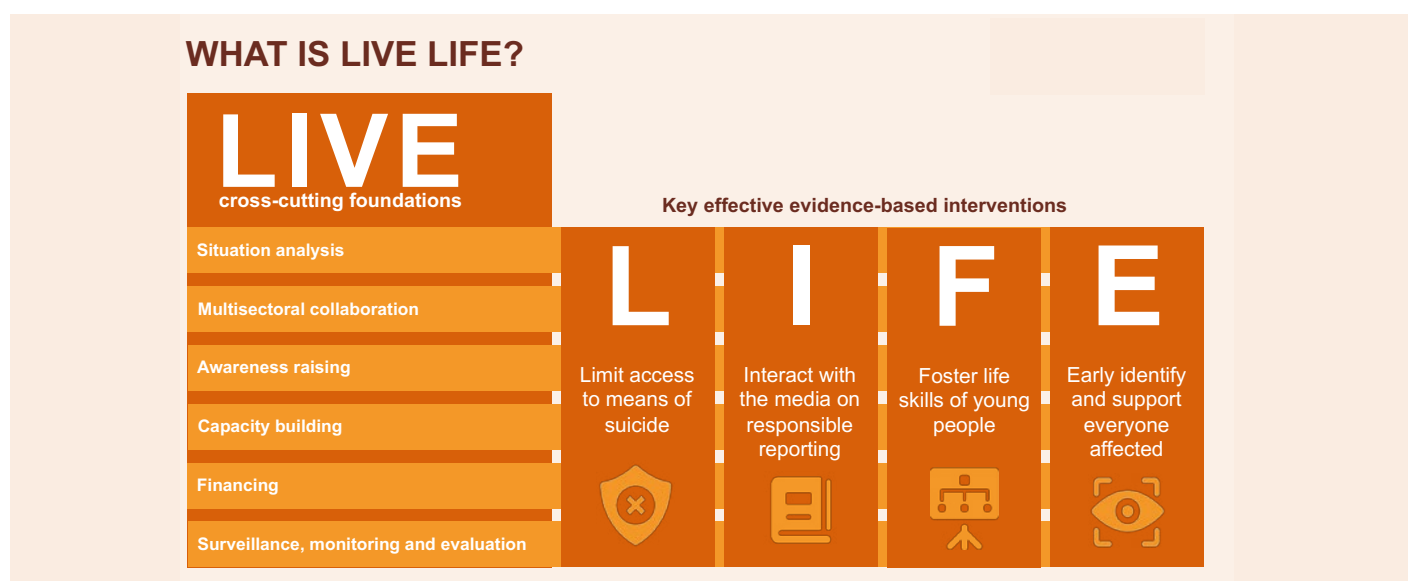 WHAT IS LIVE LIFE?
LIVE
cross-cutting foundations
Key effective evidence-based interventions
Situation analysis
Multisectoral collaboration
Awareness raising
Capacity building
Financing
Surveillance, monitoring and evaluation
L
Limit access
to means of
suicide
I
Interact with
the media on
responsible
reporting
F
Foster life
skills of young
people
E
Early identify
and support
everyone
affected